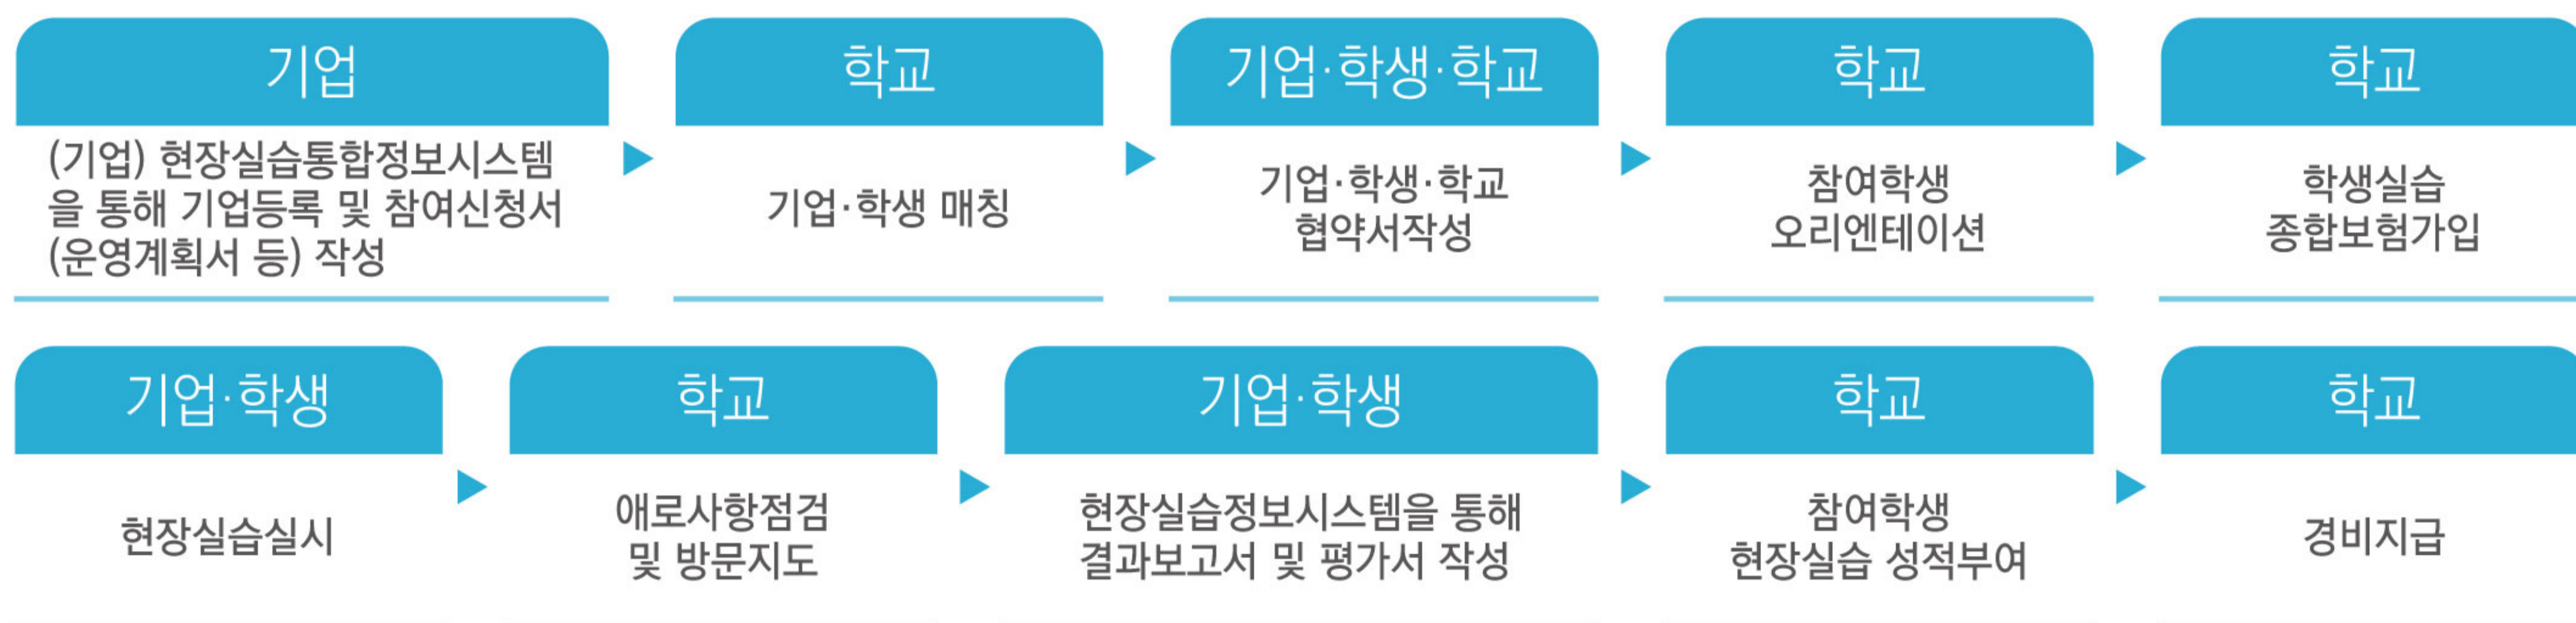 기업
(기업) 현장실습통합정보시스템
을 통해 기업등록 및 참여신청서
(운영계획서 등) 작성
학교
기업·학생 매칭
기업·학생·학교
기업·학생·학교
협약서작성
학교
참여학생
오리엔테이션
학교
학생실습
종합보험가입
기업·학생
현장실습실시
학교
애로사항점검
및 방문지도
기업·학생
현장실습정보시스템을 통해
결과보고서 및 평가서 작성
학교
참여학생
현장실습 성적부여
학교
경비지급